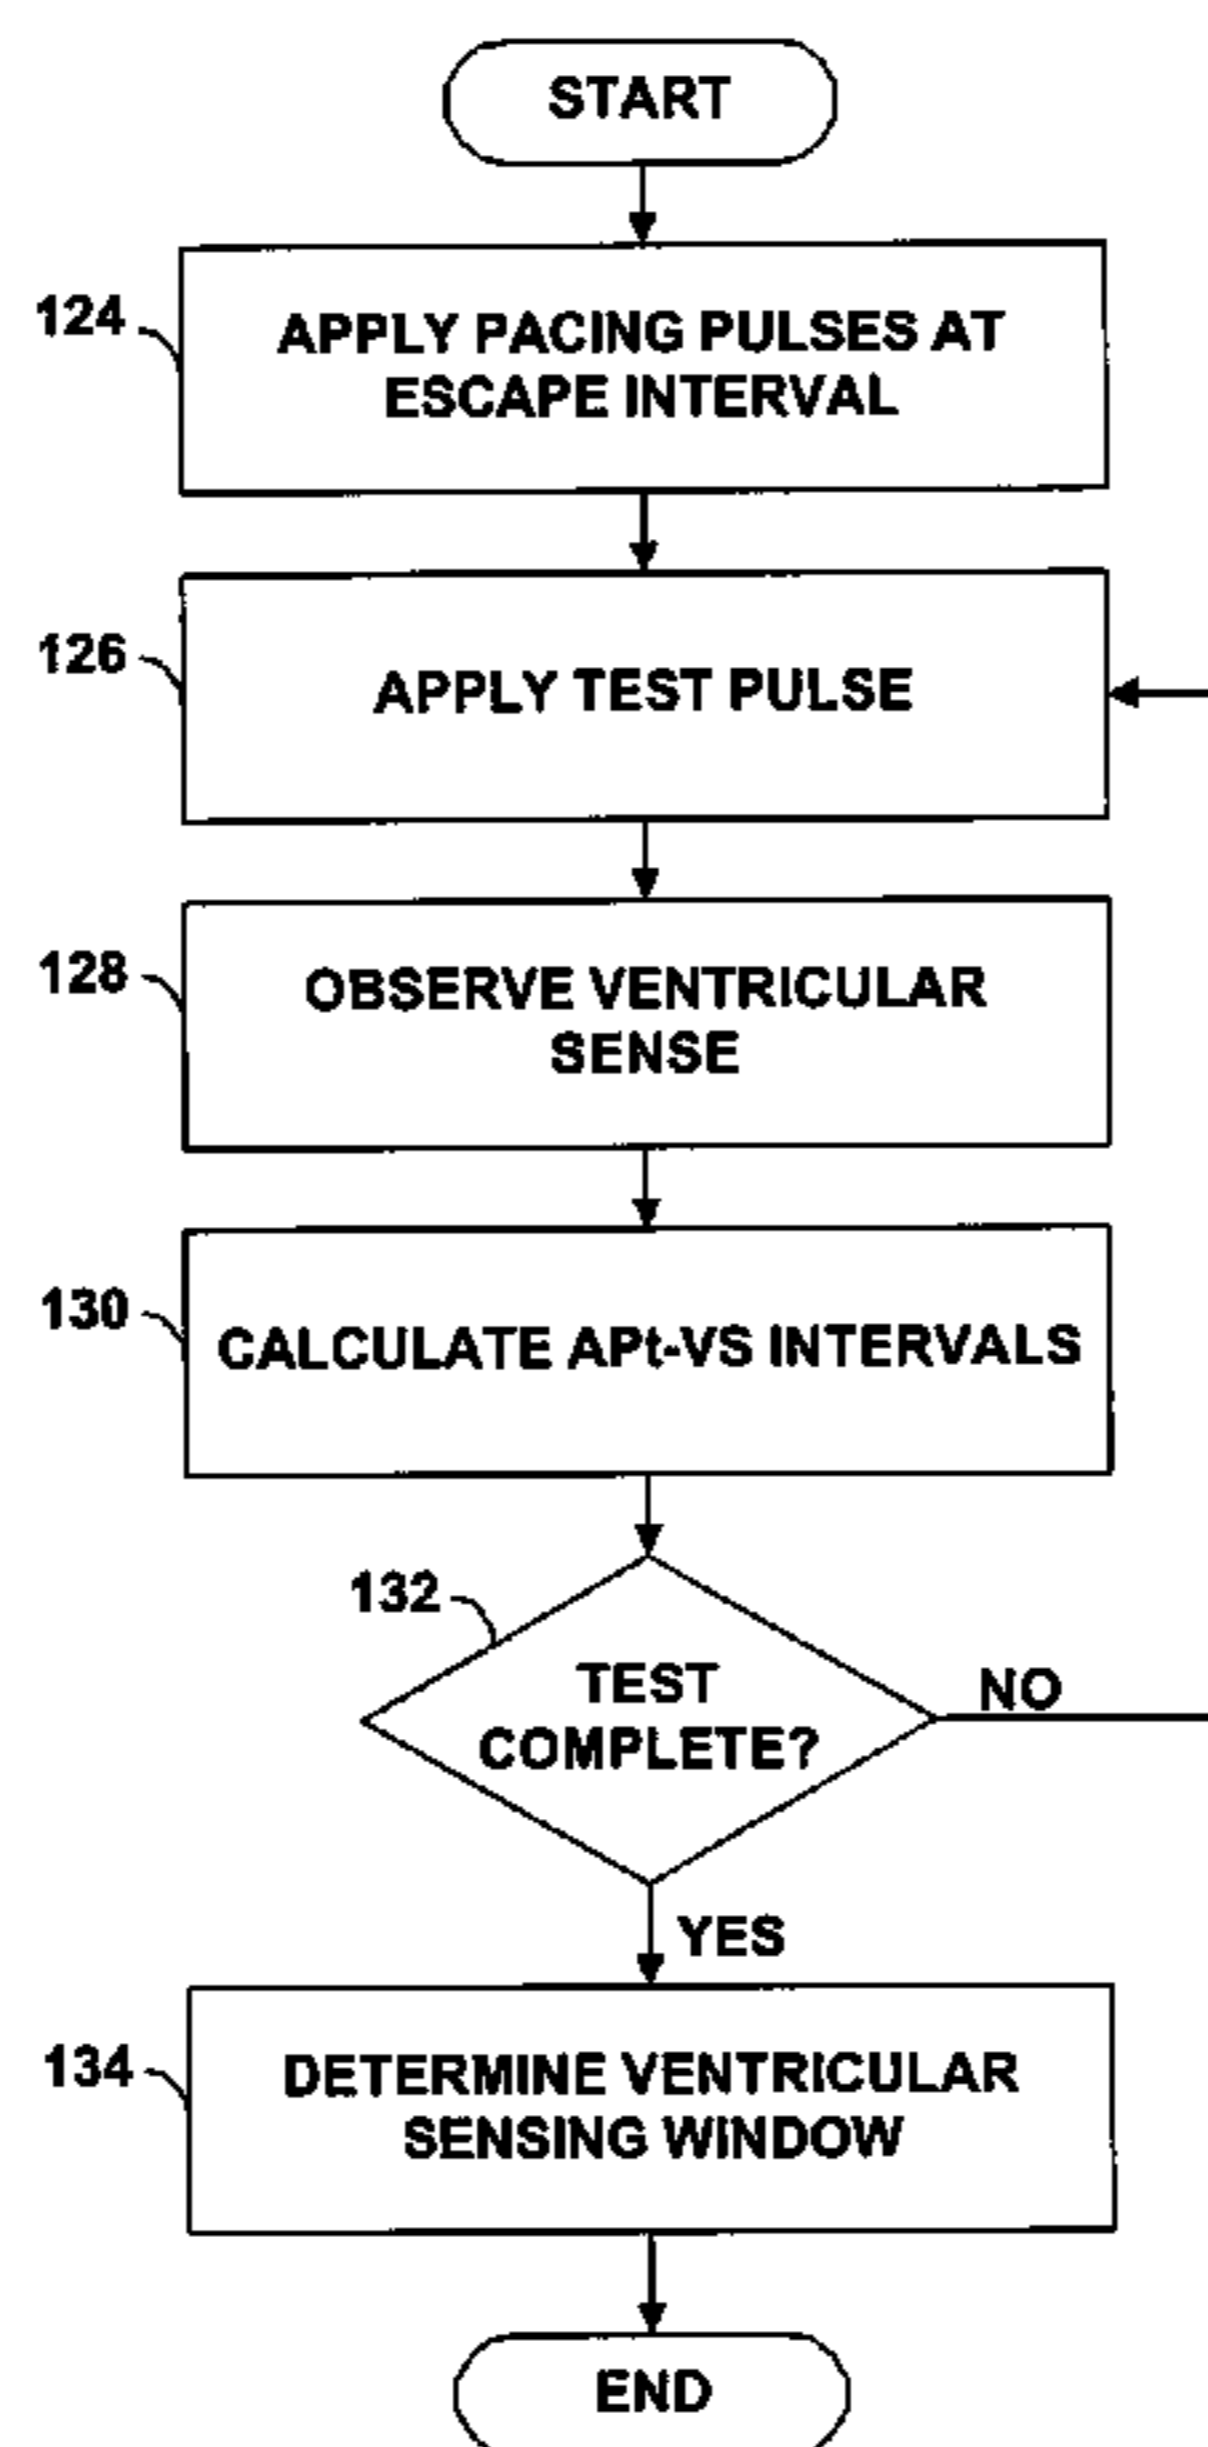 START
124
APPLY PACING PULSES AT
ESCAPE INTERVAL
126
APPLY TEST PULSE
128
OBSERVE VENTRICULAR
SENSE
130
CALCULATE APt-VS INTERVALS
132
TEST
COMPLETE?
NO
YES
134
DETERMINE VENTRICULAR
SENSING WINDOW
END